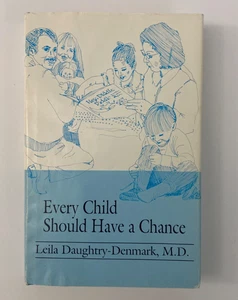 Every Child
Should Have a Chance
Leila Daughtry-Denmark, M.D.